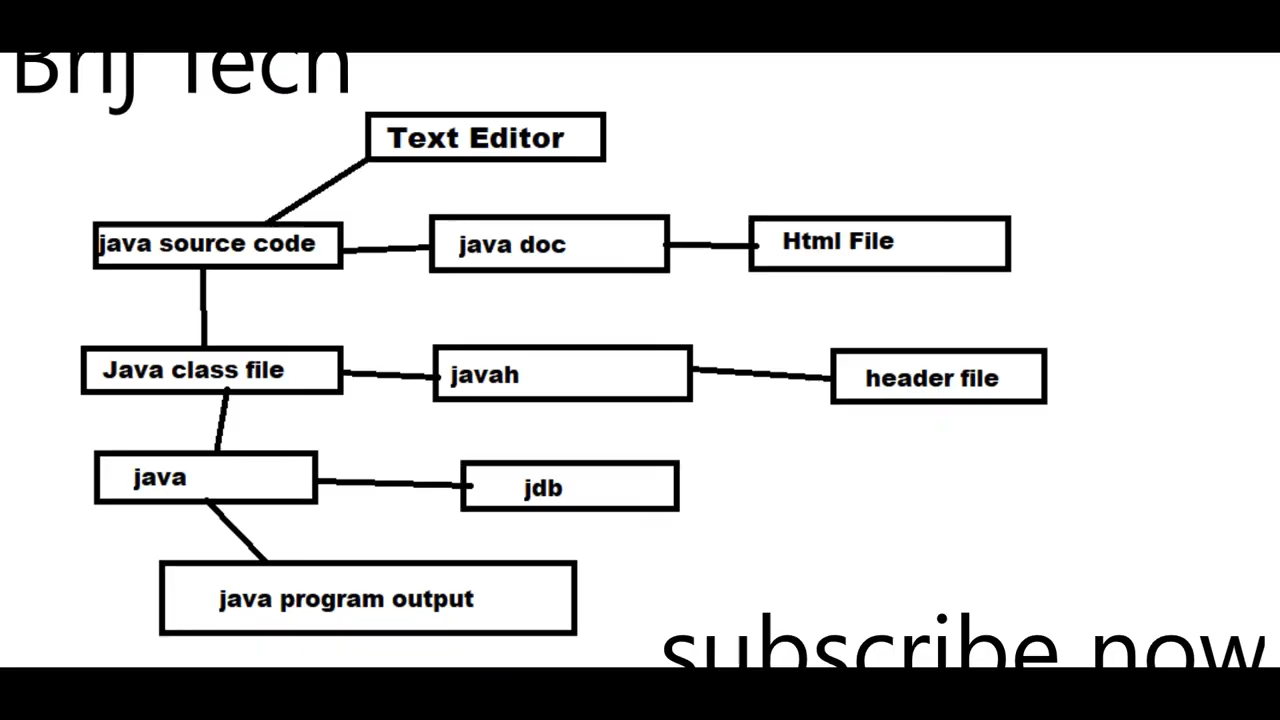 Brij Tech
Text Editor
java source code
java doc
Html File
Java class file
javah
header file
java
jdb
java program output
subscribe now